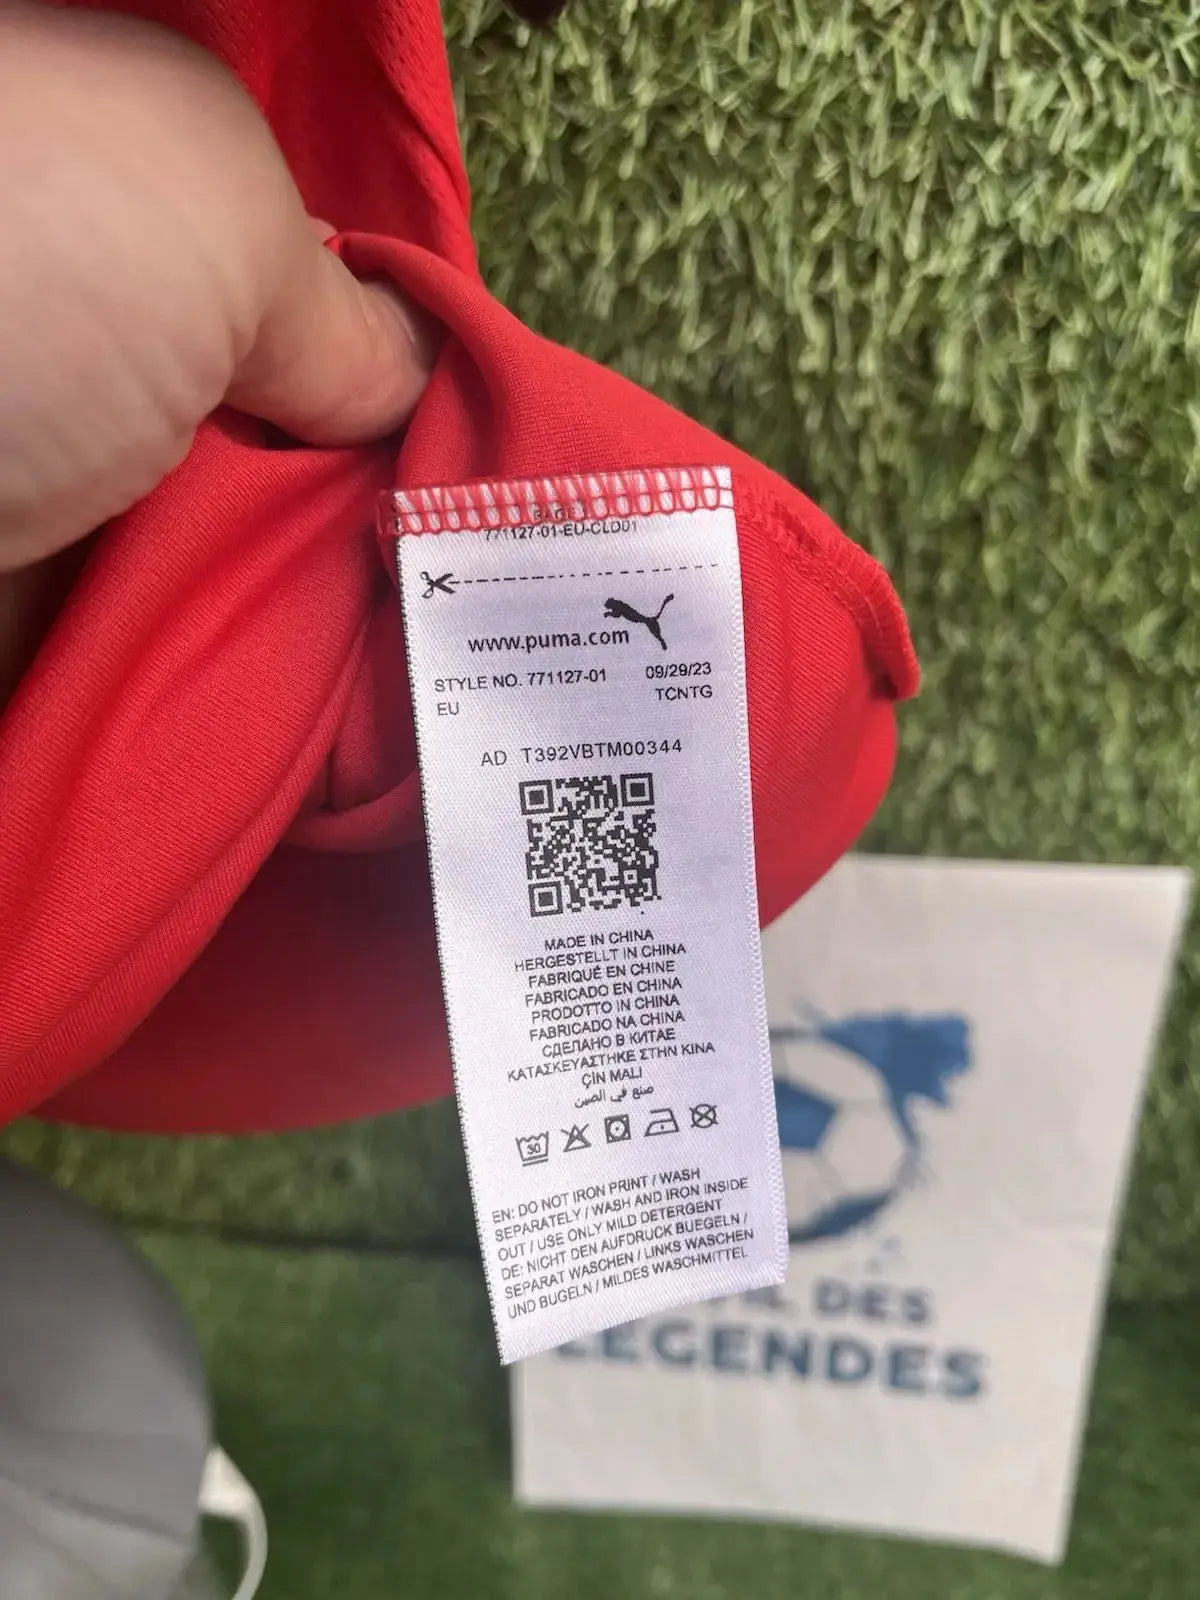 771127-01-EU-CLD01
www.puma.com
STYLE NO. 771127-01 09/29/23
EU TCNTG
AD T392VBTM00344
MADE IN CHINA
HERGESTELLT IN CHINA
FABRIQUÉ EN CHINE
FABRICADO EN CHINA
PRODOTTO IN CHINA
FABRICADO NA CHINA
СДЕЛАНО В КИТАЕ
ΚΑΤΑΣΚΕΥΑΣΤΗΚΕ ΣΤΗΝ ΚΙΝΑ
ÇİN MALI
صنع في الصين
30
EN: DO NOT IRON PRINT / WASH
SEPARATELY / WASH AND IRON INSIDE
OUT / USE ONLY MILD DETERGENT
DE: NICHT DEN AUFDRUCK BUEGELN /
SEPARAT WASCHEN / LINKS WASCHEN
UND BUGELN / MILDES WASCHMITTEL
DES
LEGENDES